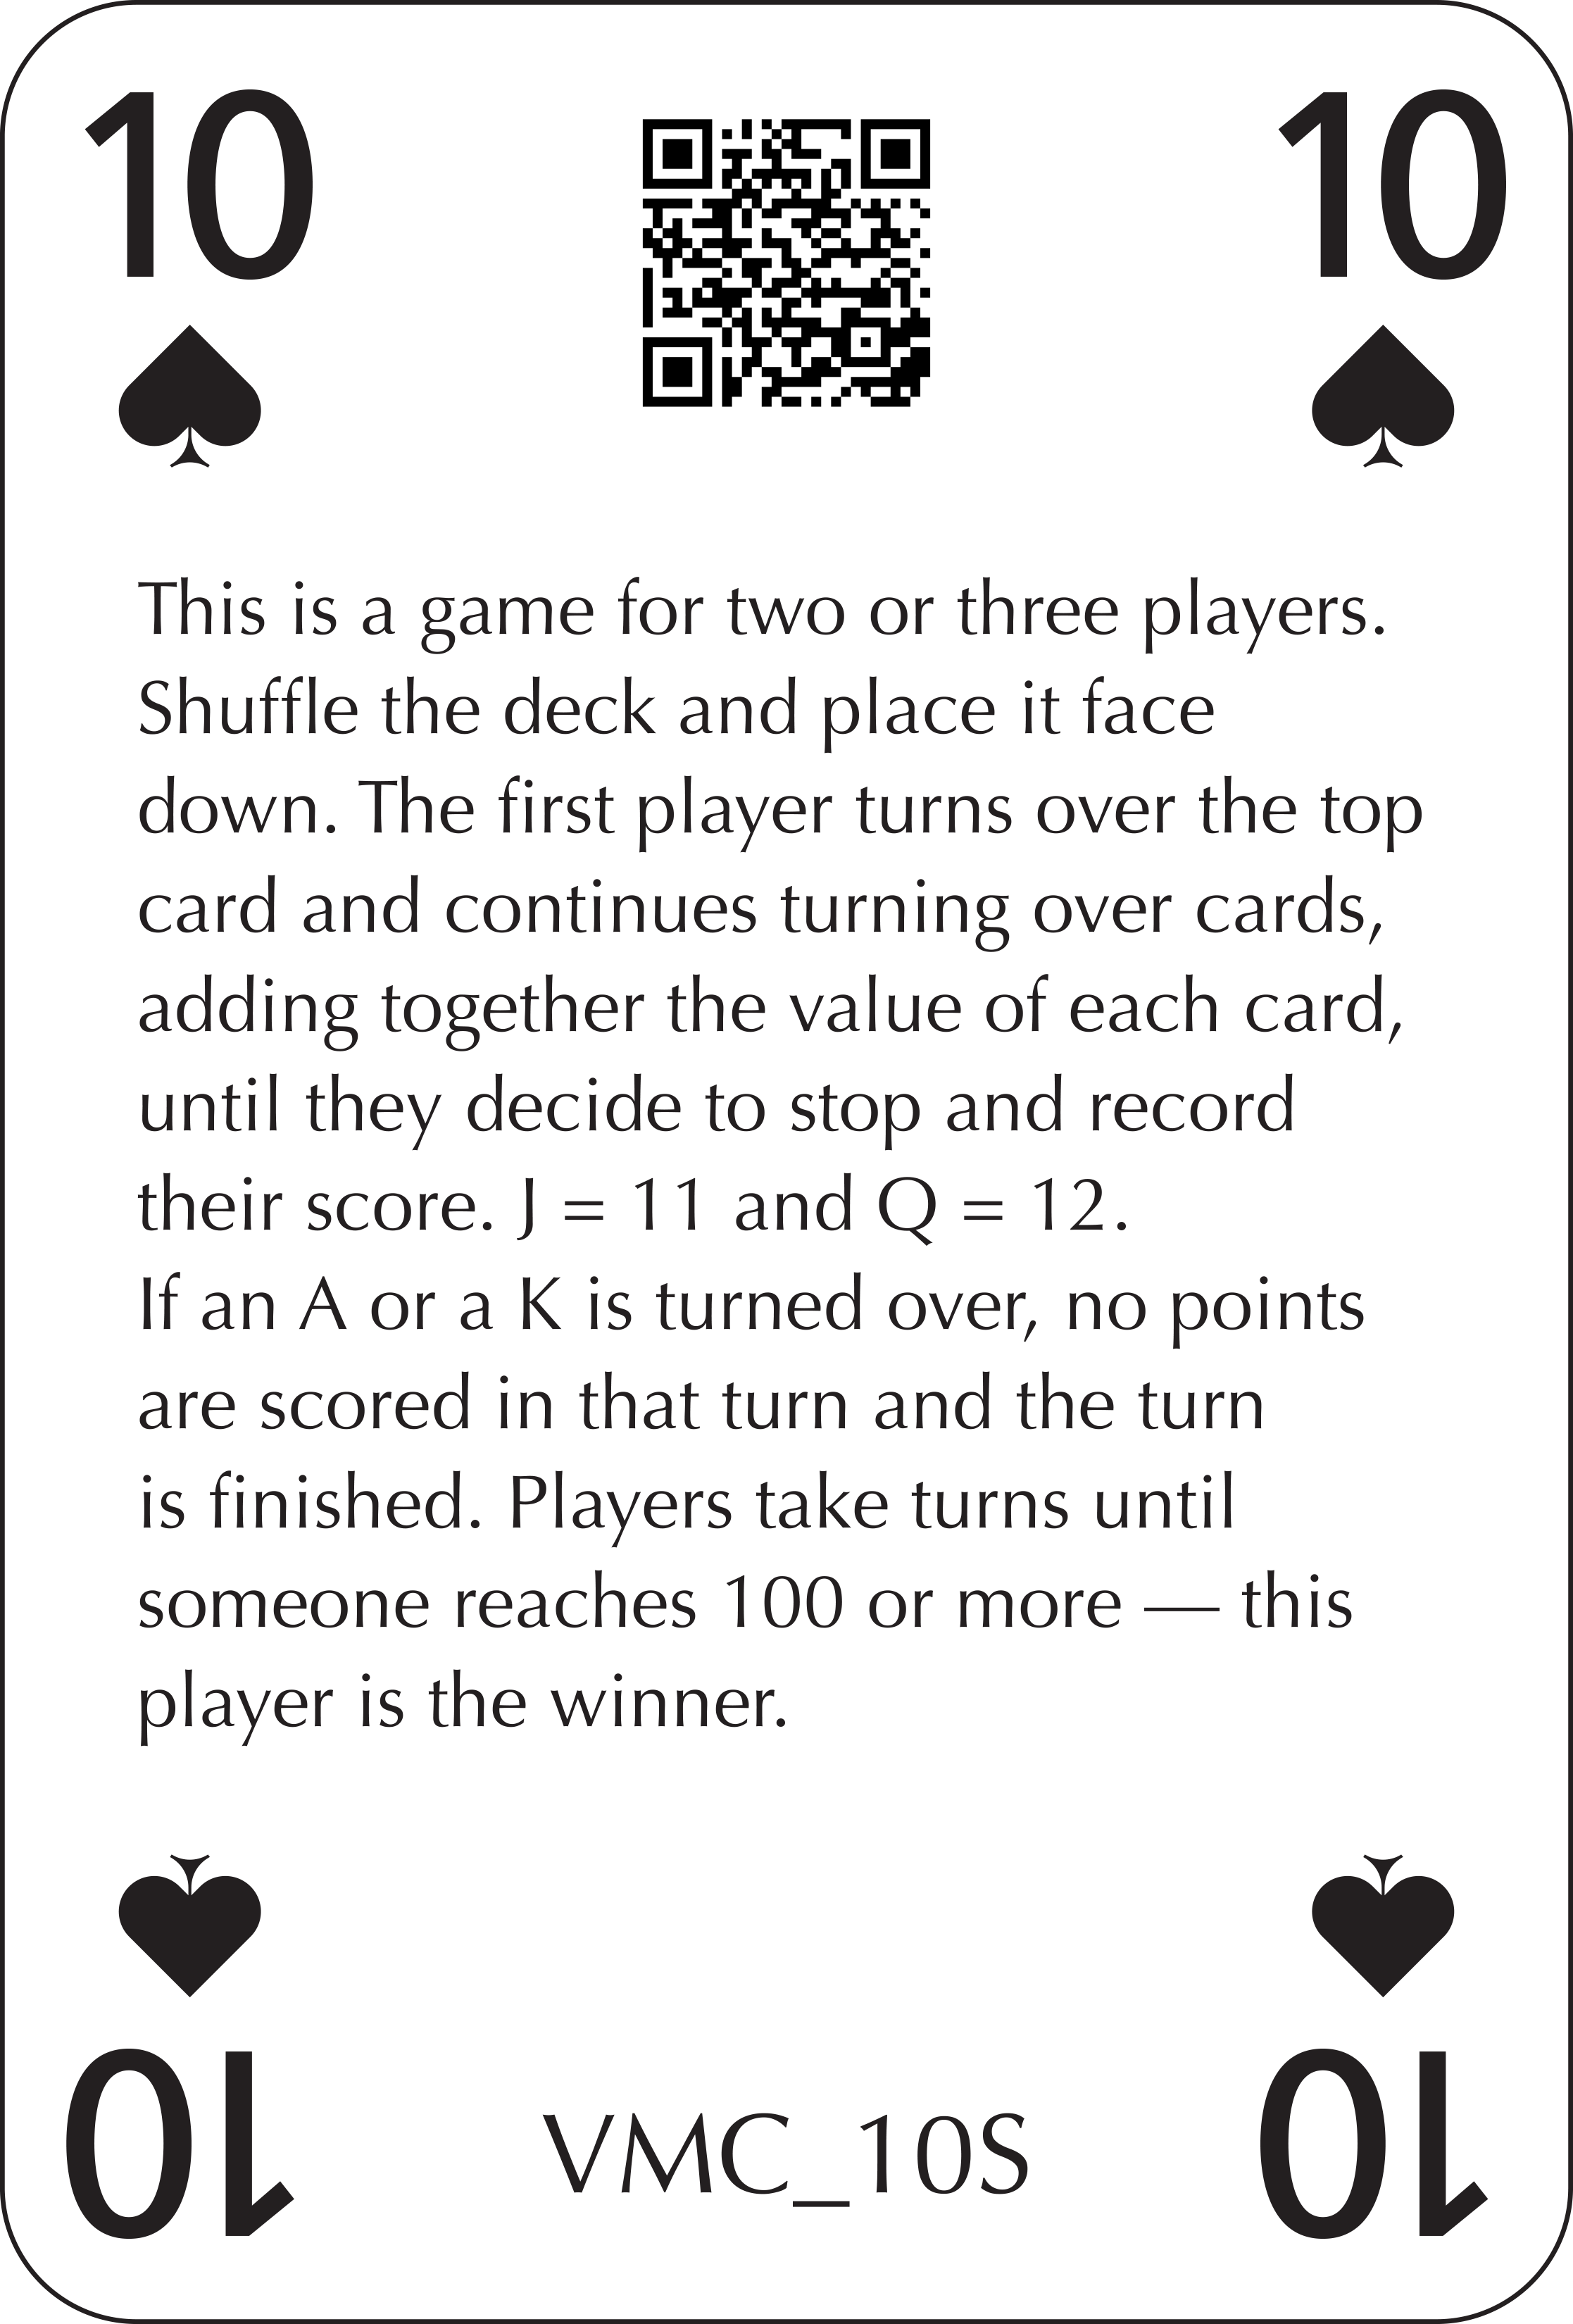 10 10
This is a game for two or three players.
Shuffle the deck and place it face
down. The first player turns over the top
card and continues turning over cards,
adding together the value of each card,
until they decide to stop and record
their score. J = 11 and Q = 12.
If an A or a K is turned over, no points
are scored in that turn and the turn
is finished. Players take turns until
someone reaches 100 or more — this
player is the winner.
10 VMC_10S 10